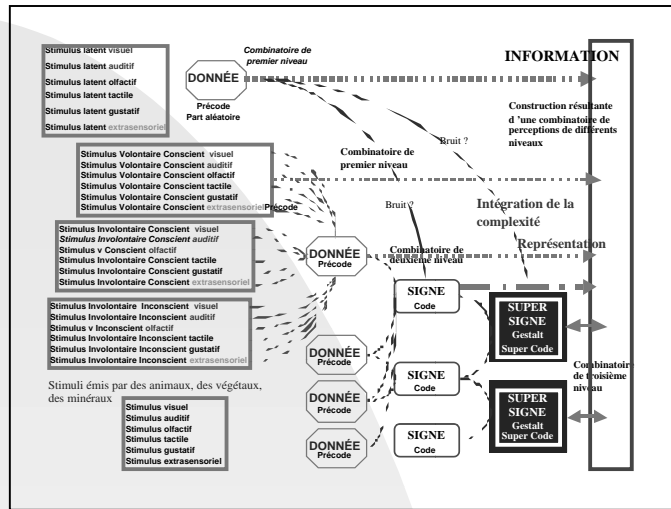 Stimulus latent visuel
Stimulus latent auditif
Stimulus latent olfactif
Stimulus latent tactile
Stimulus latent gustatif
Stimulus latent extrasensoriel
DONNÉE
Précode
Part aléatoire
Combinatoire de
premier niveau
INFORMATION
Construction résultante
d 'une combinatoire de
perceptions de différents
niveaux
Stimulus Volontaire Conscient visuel
Stimulus Volontaire Conscient auditif
Stimulus Volontaire Conscient olfactif
Stimulus Volontaire Conscient tactile
Stimulus Volontaire Conscient gustatif
Stimulus Volontaire Conscient extrasensorielPrécode
Combinatoire de
premier niveau
Bruit ?
Bruit ?
Intégration de la
complexité
Représentation
Stimulus Involontaire Conscient visuel
Stimulus Involontaire Conscient auditif
Stimulus v Conscient olfactif
Stimulus Involontaire Conscient tactile
Stimulus Involontaire Conscient gustatif
Stimulus Involontaire Conscient extrasensoriel
DONNÉE
Précode
Combinatoire de
deuxième niveau
SIGNE
Code
SUPER
SIGNE
Gestalt
Super Code
Stimulus Involontaire Inconscient visuel
Stimulus Involontaire Inconscient auditif
Stimulus v Inconscient olfactif
Stimulus Involontaire Inconscient tactile
Stimulus Involontaire Inconscient gustatif
Stimulus Involontaire Inconscient extrasensoriel
DONNÉE
Précode
SIGNE
Code
Combinatoire
de troisième
niveau
Stimuli émis par des animaux, des végétaux,
des minéraux
DONNÉE
Précode
SUPER
SIGNE
Gestalt
Super Code
Stimulus visuel
Stimulus auditif
Stimulus olfactif
Stimulus tactile
Stimulus gustatif
Stimulus extrasensoriel
DONNÉE
Précode
SIGNE
Code